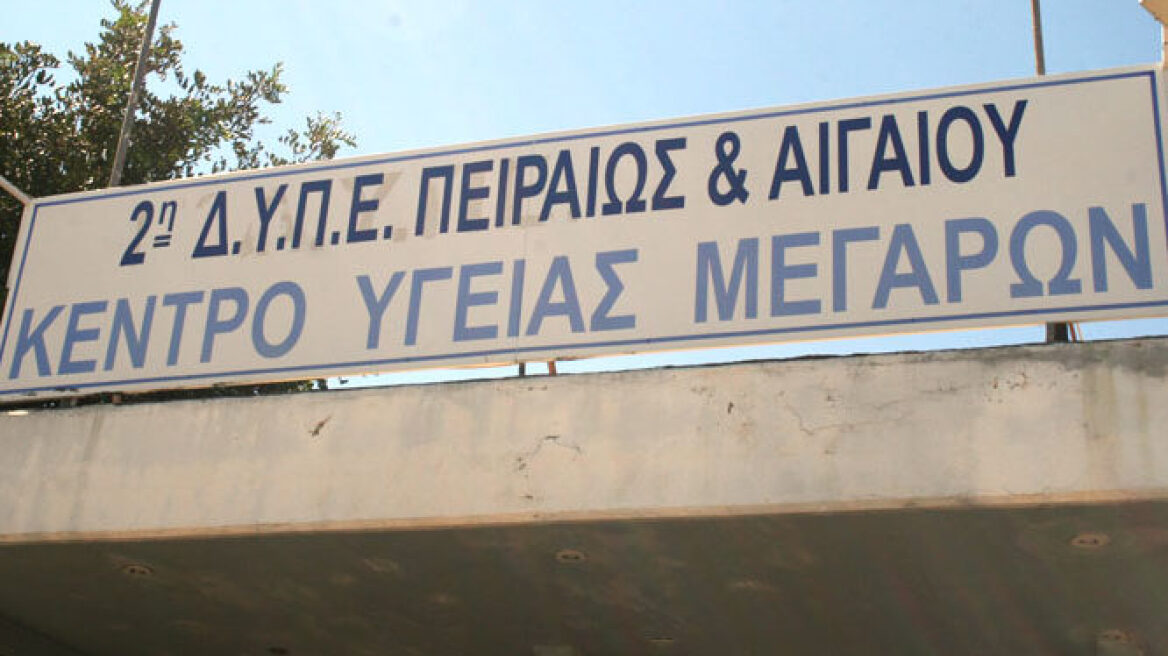 2η Δ.Υ.Π.Ε. ΠΕΙΡΑΙΩΣ & ΑΙΓΑΙΟΥ
ΚΕΝΤΡΟ ΥΓΕΙΑΣ ΜΕΓΑΡΩΝ